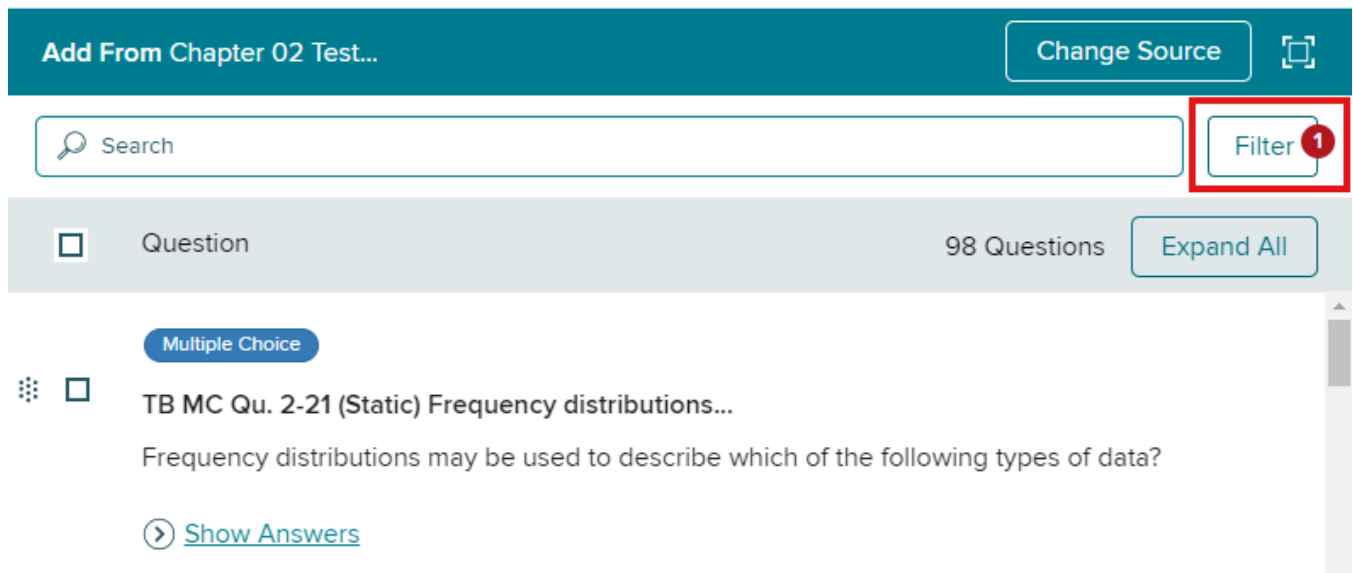 Add From Chapter 02 Test... Change Source
Search Filter 1
Question 98 Questions Expand All
Multiple Choice
TB MC Qu. 2-21 (Static) Frequency distributions...
Frequency distributions may be used to describe which of the following types of data?
Show Answers